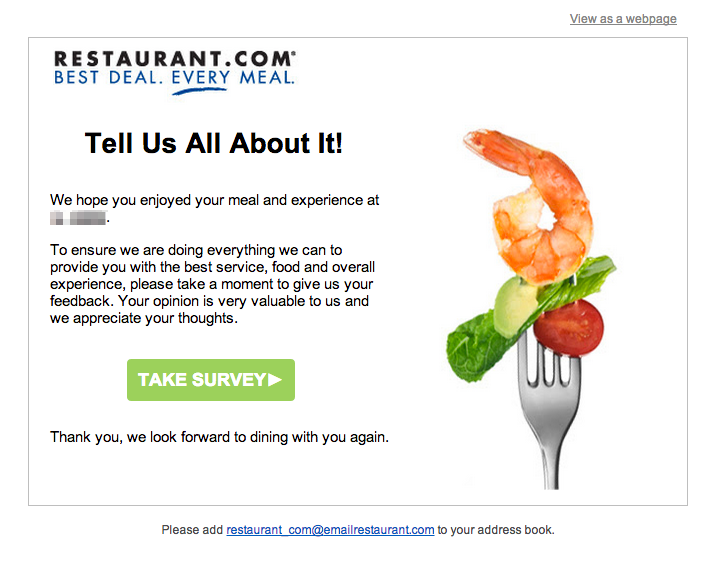 View as a webpage
RESTAURANT.COM®
BEST DEAL. EVERY MEAL.
Tell Us All About It!
We hope you enjoyed your meal and experience at
.
To ensure we are doing everything we can to
provide you with the best service, food and overall
experience, please take a moment to give us your
feedback. Your opinion is very valuable to us and
we appreciate your thoughts.
TAKE SURVEY►
Thank you, we look forward to dining with you again.
Please add restaurant_com@emailrestaurant.com to your address book.